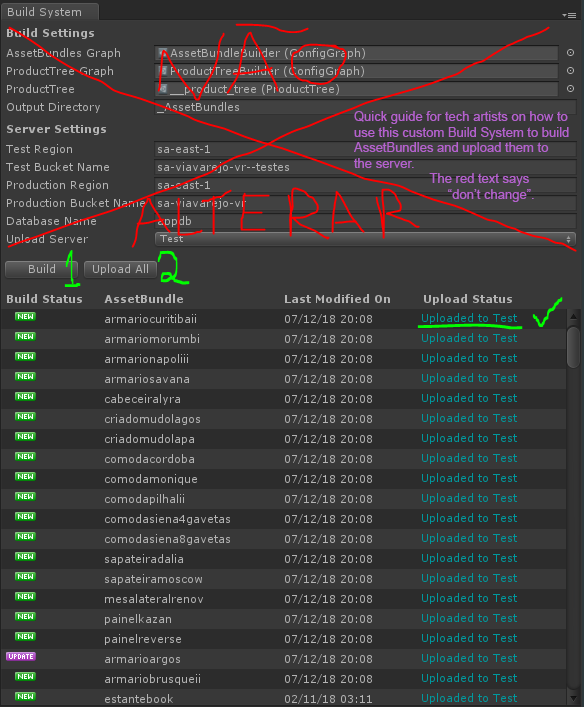 Build System
Build Settings
AssetBundles Graph AssetBundleBuilder (ConfigGraph)
ProductTree Graph ProductTreeBuilder (ConfigGraph)
ProductTree __product_tree (ProductTree)
Output Directory _AssetBundles
NÃO
Quick guide for tech artists on how to
use this custom Build System to build
AssetBundles and upload them to
the server.
The red text says
"don't change".
Server Settings
Test Region sa-east-1
Test Bucket Name sa-viavarejo-vr--testes
Production Region sa-east-1
Production Bucket Name sa-viavarejo-vr
Database Name appdb
Upload Server Test
ALTERAR
Build 1 Upload All 2
Build Status AssetBundle Last Modified On Upload Status
NEW armariocuritibaii 07/12/18 20:08 Uploaded to Test
NEW armariomorumbi 07/12/18 20:08 Uploaded to Test
NEW armarionapoliii 07/12/18 20:08 Uploaded to Test
NEW armariosavana 07/12/18 20:08 Uploaded to Test
NEW cabeceiralyra 07/12/18 20:08 Uploaded to Test
NEW criadomudolagos 07/12/18 20:08 Uploaded to Test
NEW criadomudolapa 07/12/18 20:08 Uploaded to Test
NEW comodacordoba 07/12/18 20:08 Uploaded to Test
NEW comodamonique 07/12/18 20:08 Uploaded to Test
NEW comodapilhalii 07/12/18 20:08 Uploaded to Test
NEW comodasiena4gavetas 07/12/18 20:08 Uploaded to Test
NEW comodasiena8gavetas 07/12/18 20:08 Uploaded to Test
NEW sapateiradalia 07/12/18 20:08 Uploaded to Test
NEW sapateiramoscow 07/12/18 20:08 Uploaded to Test
NEW mesalateralrenov 07/12/18 20:08 Uploaded to Test
NEW painelkazan 07/12/18 20:08 Uploaded to Test
NEW painelreverse 07/12/18 20:08 Uploaded to Test
UPDATE armarioargos 07/12/18 20:08 Uploaded to Test
NEW armariobrusqueii 07/12/18 20:08 Uploaded to Test
NEW estantebook 02/11/18 03:11 Uploaded to Test